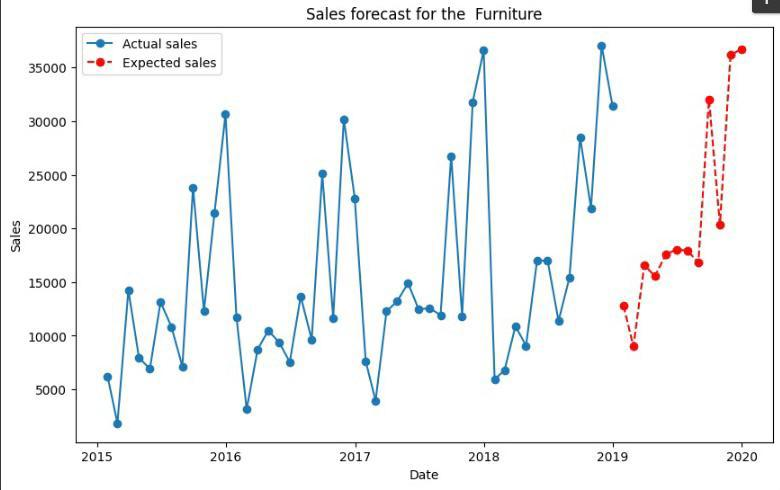 Sales forecast for the  Furniture
Actual sales
Expected sales
35000
30000
25000
20000
15000
10000
5000
Sales
2015 2016 2017 2018 2019 2020
Date